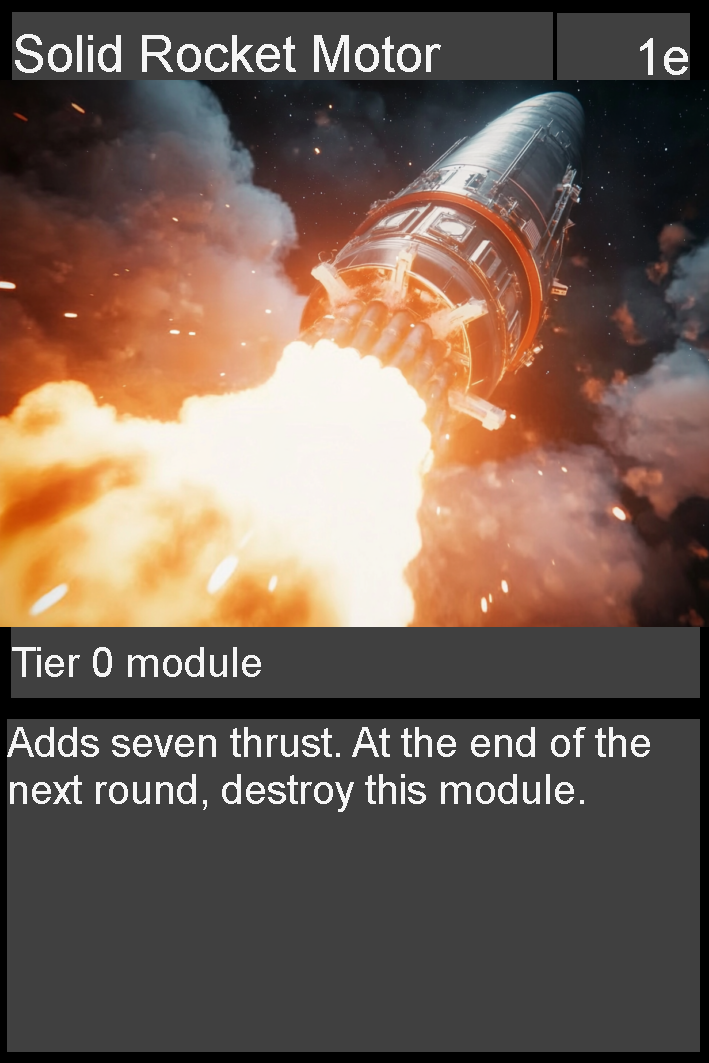 Solid Rocket Motor
1e
Tier 0 module
Adds seven thrust. At the end of the
next round, destroy this module.